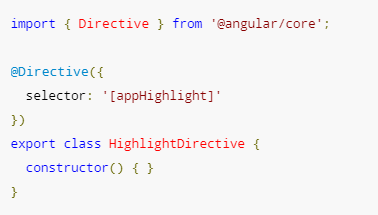 import { Directive } from '@angular/core';
@Directive({
  selector: '[appHighlight]'
})
export class HighlightDirective {
  constructor() { }
}